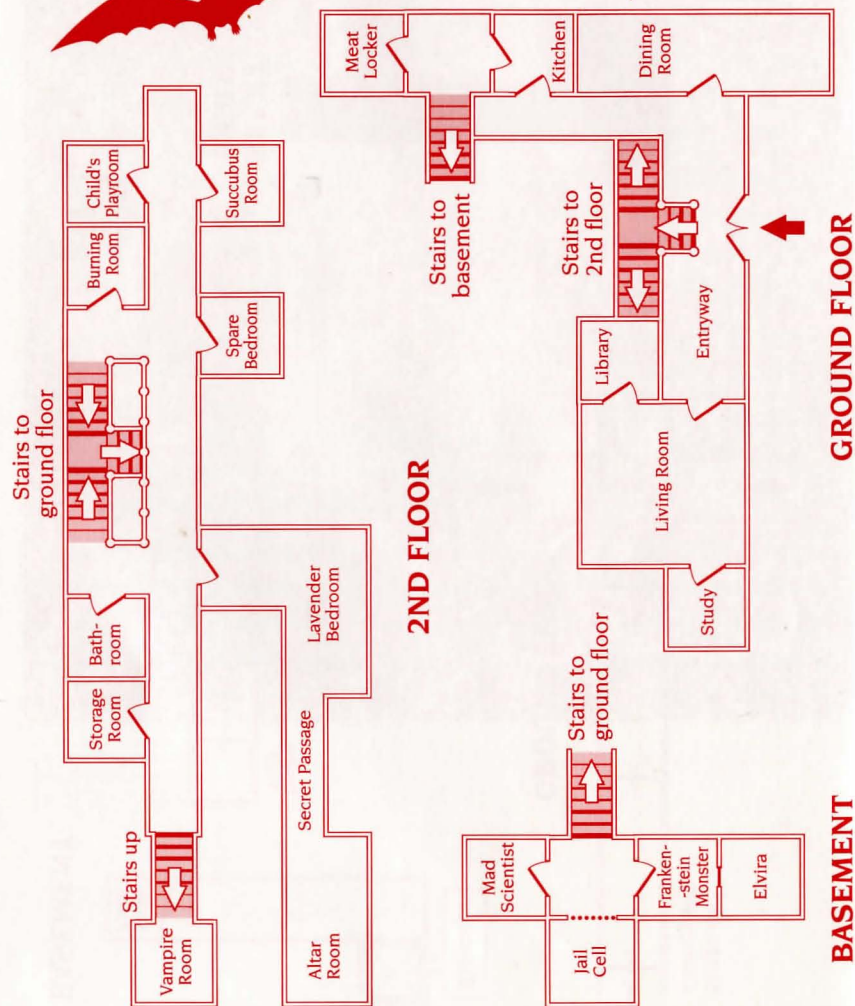 Stairs to
ground floor
Storage
Room
Bath-
room
Burning
Room
Child's
Playroom
Stairs up
Vampire
Room
Spare
Bedroom
Succubus
Room
Altar
Room
Secret Passage
Lavender
Bedroom
2ND FLOOR
Meat
Locker
Kitchen
Dining
Room
Stairs to
basement
Stairs to
2nd floor
Library
Living Room
Entryway
Study
GROUND FLOOR
Stairs to
ground floor
Mad
Scientist
Jail
Cell
Franken-
-stein
Monster
Elvira
BASEMENT